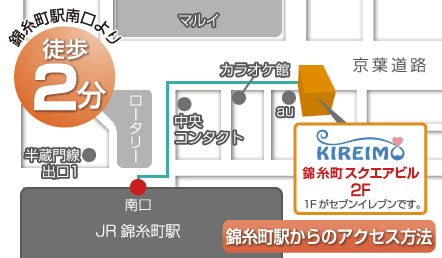 錦糸町駅南口より
徒歩
2分
マルイ
カラオケ館
京葉道路
ロータリー
中央
コンタクト
au
半蔵門線
出口1
KIREIMO
錦糸町スクエアビル
2F
1Fがセブンイレブンです。
南口
JR錦糸町駅
錦糸町駅からのアクセス方法